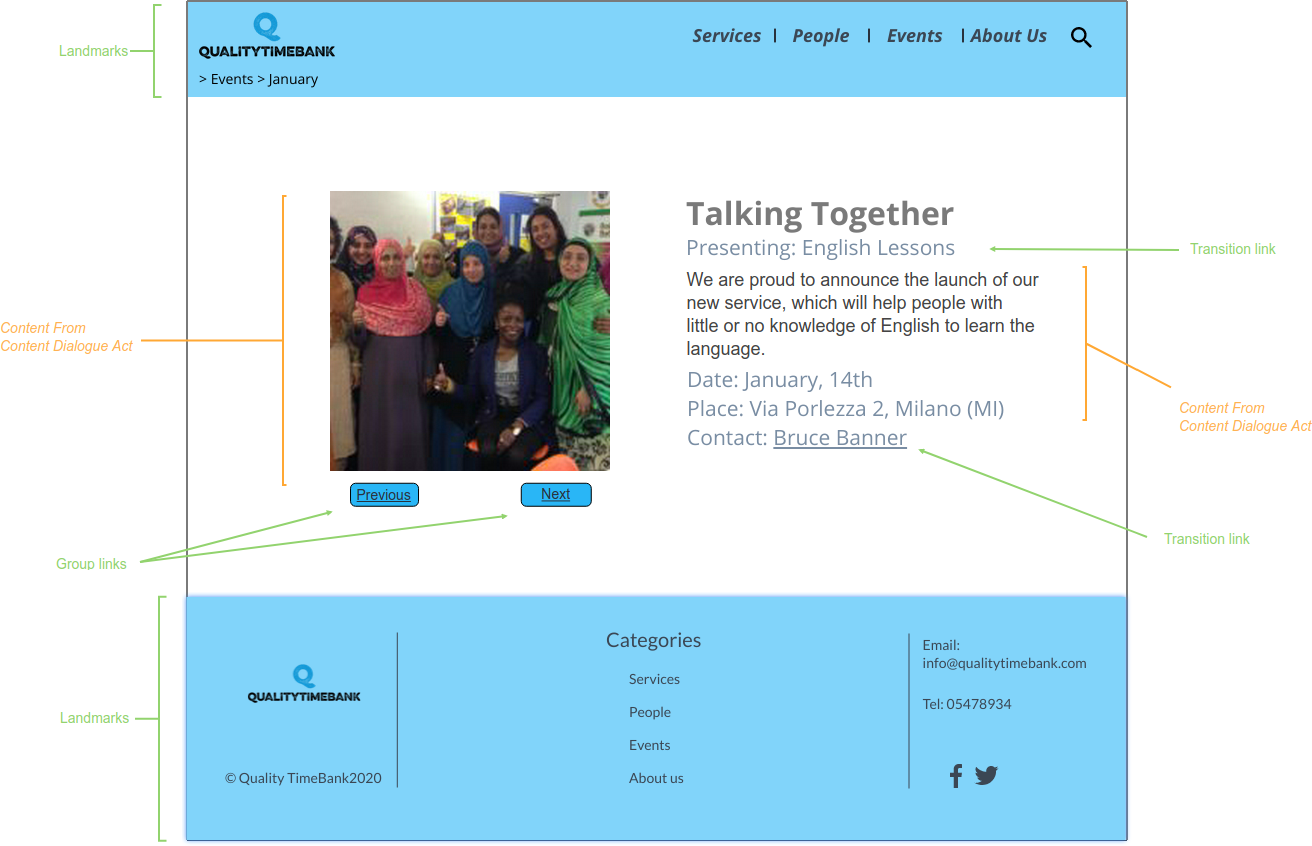 Landmarks
QUALITYTIMEBANK
Services | People | Events | About Us
> Events > January
Talking Together
Presenting: English Lessons
Transition link
We are proud to announce the launch of our
new service, which will help people with
little or no knowledge of English to learn the
language.
Content From
Content Dialogue Act
Date: January, 14th
Place: Via Porlezza 2, Milano (MI)
Contact: Bruce Banner
Content From
Content Dialogue Act
Previous
Next
Group links
Transition link
Landmarks
QUALITYTIMEBANK
© Quality TimeBank2020
Categories
Services
People
Events
About us
Email:
info@qualitytimebank.com
Tel: 05478934